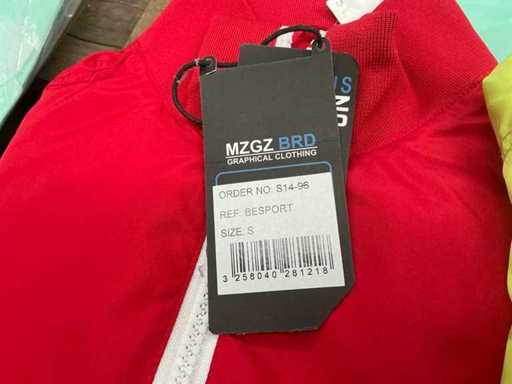 MZGZ BRD
GRAPHICAL CLOTHING
ORDER NO: S14-96
REF: BESPORT
SIZE: S
3 258040 281218